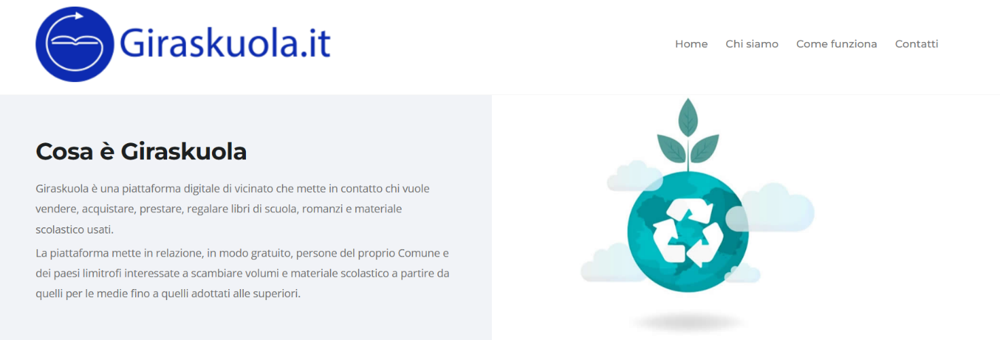 Giraskuola.it
Home Chi siamo Come funziona Contatti
Cosa è Giraskuola
Giraskuola è una piattaforma digitale di vicinato che mette in contatto chi vuole
vendere, acquistare, prestare, regalare libri di scuola, romanzi e materiale
scolastico usati.
La piattaforma mette in relazione, in modo gratuito, persone del proprio Comune e
dei paesi limitrofi interessate a scambiare volumi e materiale scolastico a partire da
quelli per le medie fino a quelli adottati alle superiori.